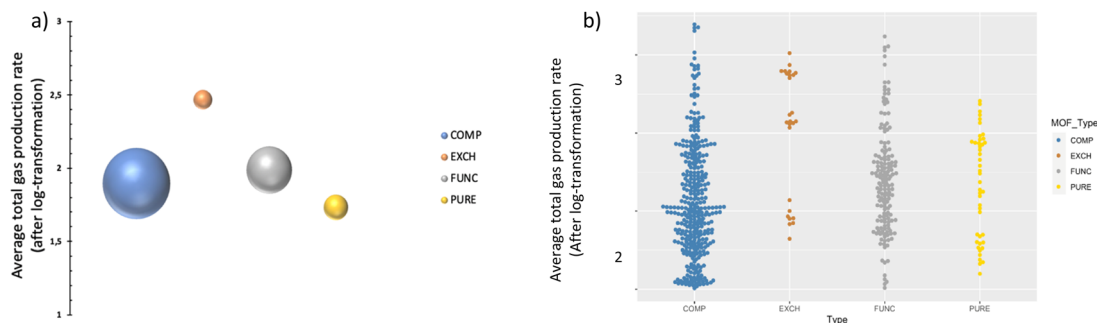 a)
Average total gas production rate
(after log-transformation)
3
2,5
2
1,5
1
COMP
EXCH
FUNC
PURE
b)
Average total gas production rate
(After log-transformation)
3
2
COMP
EXCH
FUNC
PURE
Type
MOF_Type
COMP
EXCH
FUNC
PURE